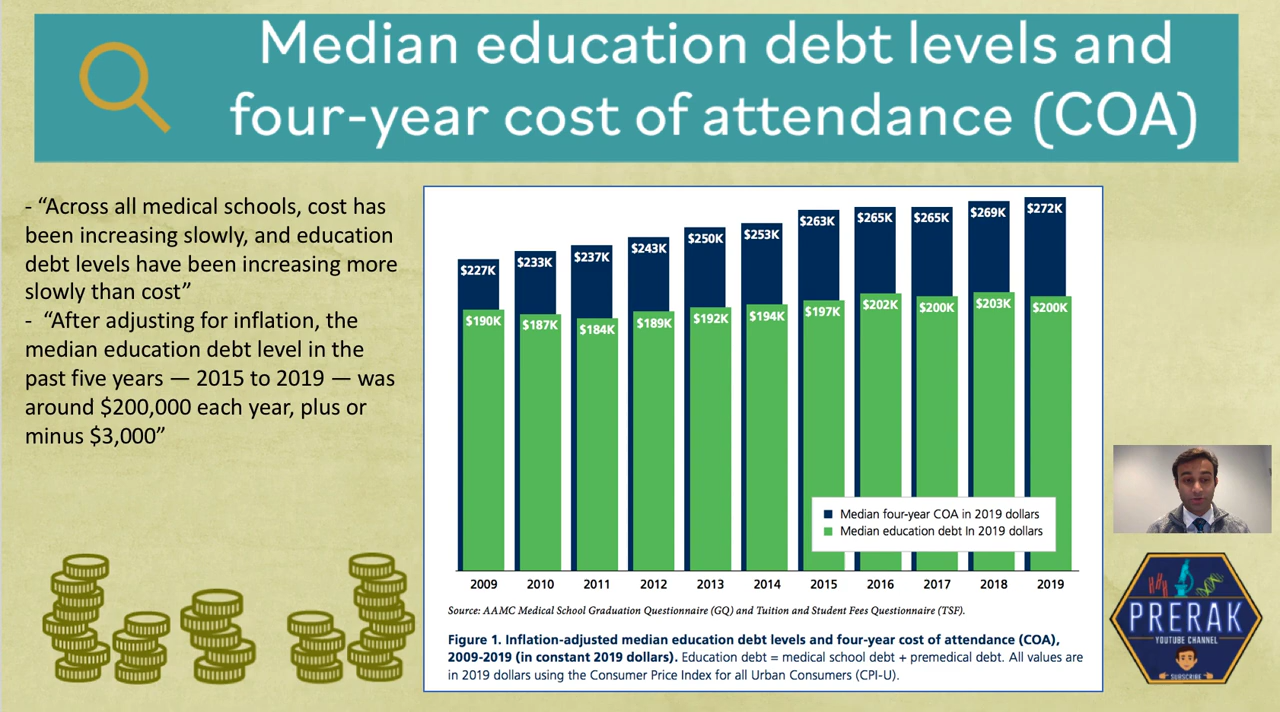 Median education debt levels and
four-year cost of attendance (COA)
- “Across all medical schools, cost has
been increasing slowly, and education
debt levels have been increasing more
slowly than cost”
- “After adjusting for inflation, the
median education debt level in the
past five years — 2015 to 2019 — was
around $200,000 each year, plus or
minus $3,000”
$227K $233K $237K $243K $250K $253K $263K $265K $265K $269K $272K
$190K $187K $184K $189K $192K $194K $197K $202K $200K $203K $200K
Median four-year COA in 2019 dollars
Median education debt In 2019 dollars
2009 2010 2011 2012 2013 2014 2015 2016 2017 2018 2019
Source: AAMC Medical School Graduation Questionnaire (GQ) and Tuition and Student Fees Questionnaire (TSF).
Figure 1. Inflation-adjusted median education debt levels and four-year cost of attendance (COA),
2009-2019 (in constant 2019 dollars). Education debt = medical school debt + premedical debt. All values are
in 2019 dollars using the Consumer Price Index for all Urban Consumers (CPI-U).
PRERAK
YOUTUBE CHANNEL
SUBSCRIBE